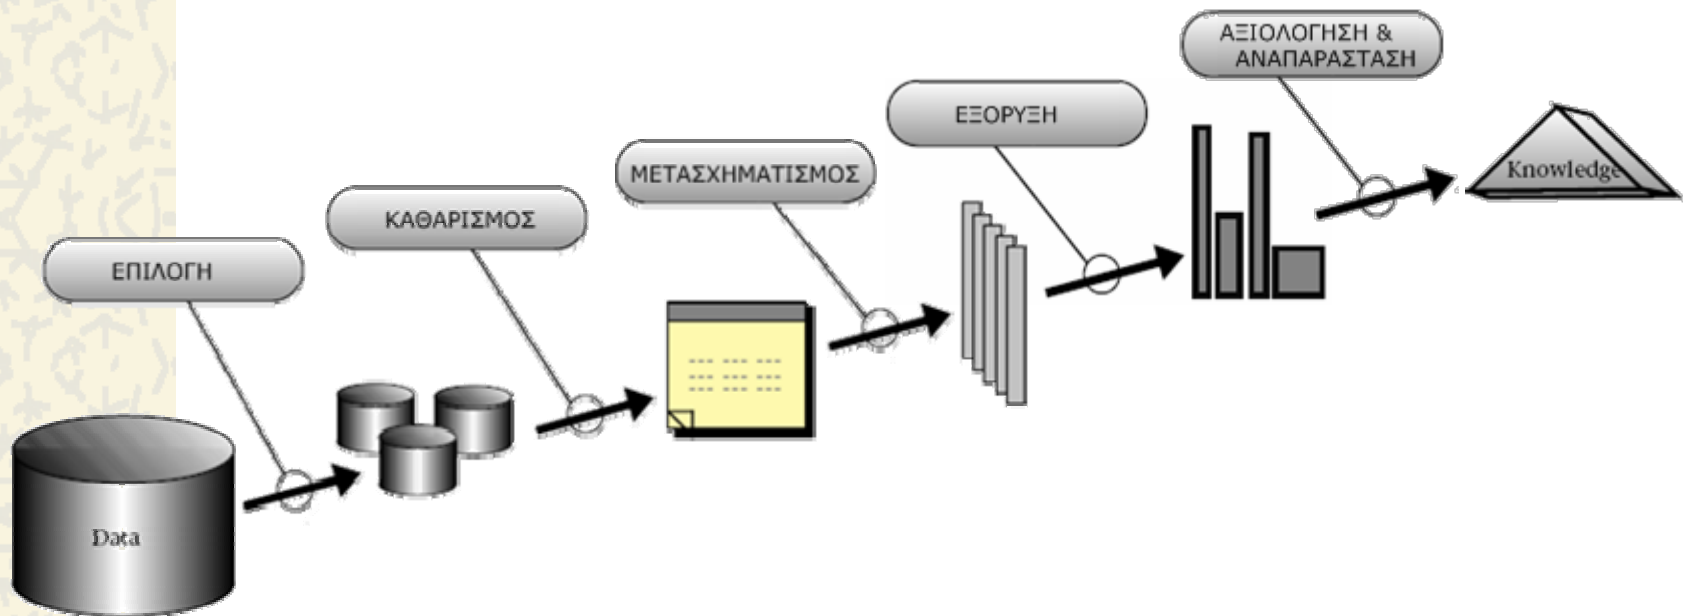 ΑΞΙΟΛΟΓΗΣΗ &
ΑΝΑΠΑΡΑΣΤΑΣΗ
ΕΞΟΡΥΞΗ
ΜΕΤΑΣΧΗΜΑΤΙΣΜΟΣ
ΚΑΘΑΡΙΣΜΟΣ
ΕΠΙΛΟΓΗ
Knowledge
Data